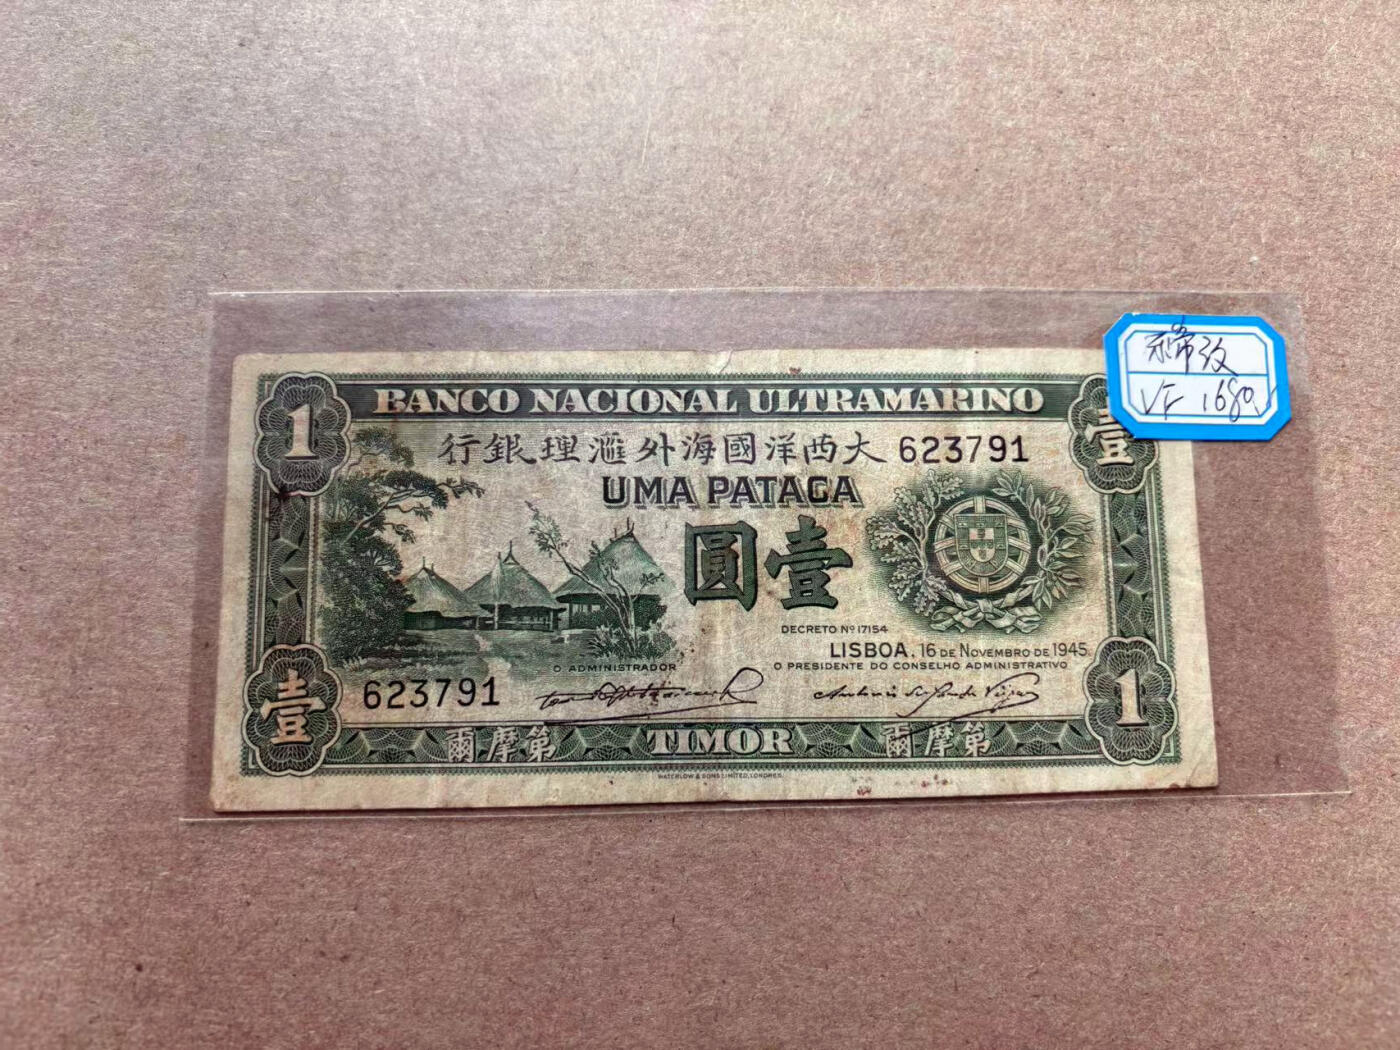 VF 1680
1
BANCO NACIONAL ULTRAMARINO
壹
行銀理滙外海國洋西大 623791
UMA PATACA
圓壹
DECRETO Nº 17154
LISBOA, 16 DE NOVEMBRO DE 1945.
O ADMINISTRADOR
O PRESIDENTE DO CONSELHO ADMINISTRATIVO
623791
壹
1
爾摩第 TIMOR 爾摩第
WATERLOW & SONS LIMITED, LONDRES.